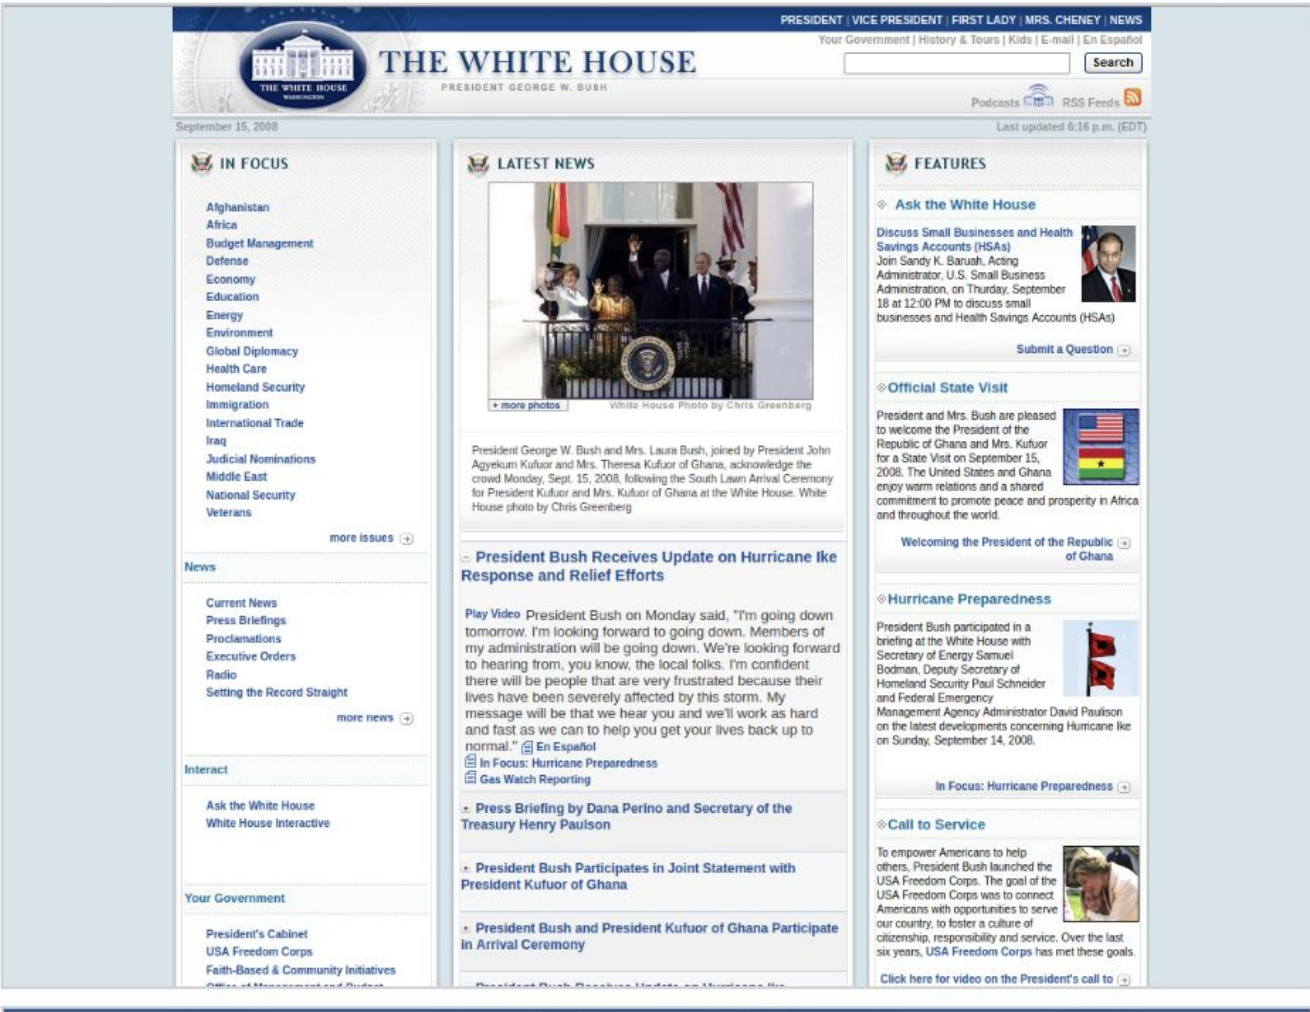 PRESIDENT | VICE PRESIDENT | FIRST LADY | MRS. CHENEY | NEWS
Your Government | History & Tours | Kids | E-mail | En Español
THE WHITE HOUSE
WASHINGTON
THE WHITE HOUSE
PRESIDENT GEORGE W. BUSH
Search
Podcasts RSS Feeds
September 15, 2008
Last updated 6:16 p.m. (EDT)
IN FOCUS
Afghanistan
Africa
Budget Management
Defense
Economy
Education
Energy
Environment
Global Diplomacy
Health Care
Homeland Security
Immigration
International Trade
Iraq
Judicial Nominations
Middle East
National Security
Veterans
more issues
News
Current News
Press Briefings
Proclamations
Executive Orders
Radio
Setting the Record Straight
more news
Interact
Ask the White House
White House Interactive
Your Government
President's Cabinet
USA Freedom Corps
Faith-Based & Community Initiatives
Office of Management and Budget
LATEST NEWS
+ more photos
White House Photo by Chris Greenberg
President George W. Bush and Mrs. Laura Bush, joined by President John
Agyekum Kufuor and Mrs. Theresa Kufuor of Ghana, acknowledge the
crowd Monday, Sept. 15, 2008, following the South Lawn Arrival Ceremony
for President Kufuor and Mrs. Kufuor of Ghana at the White House. White
House photo by Chris Greenberg
President Bush Receives Update on Hurricane Ike
Response and Relief Efforts
Play Video President Bush on Monday said, "I'm going down
tomorrow. I'm looking forward to going down. Members of
my administration will be going down. We're looking forward
to hearing from, you know, the local folks. I'm confident
there will be people that are very frustrated because their
lives have been severely affected by this storm. My
message will be that we hear you and we'll work as hard
and fast as we can to help you get your lives back up to
normal." En Español
In Focus: Hurricane Preparedness
Gas Watch Reporting
Press Briefing by Dana Perino and Secretary of the
Treasury Henry Paulson
President Bush Participates in Joint Statement with
President Kufuor of Ghana
President Bush and President Kufuor of Ghana Participate
in Arrival Ceremony
President Bush Receives Update on Hurricane Ike
FEATURES
Ask the White House
Discuss Small Businesses and Health
Savings Accounts (HSAs)
Join Sandy K. Baruah, Acting
Administrator, U.S. Small Business
Administration, on Thurday, September
18 at 12:00 PM to discuss small
businesses and Health Savings Accounts (HSAs)
Submit a Question
Official State Visit
President and Mrs. Bush are pleased
to welcome the President of the
Republic of Ghana and Mrs. Kufuor
for a State Visit on September 15,
2008. The United States and Ghana
enjoy warm relations and a shared
commitment to promote peace and prosperity in Africa
and throughout the world.
Welcoming the President of the Republic
of Ghana
Hurricane Preparedness
President Bush participated in a
briefing at the White House with
Secretary of Energy Samuel
Bodman, Deputy Secretary of
Homeland Security Paul Schneider
and Federal Emergency
Management Agency Administrator David Paulison
on the latest developments concerning Hurricane Ike
on Sunday, September 14, 2008.
In Focus: Hurricane Preparedness
Call to Service
To empower Americans to help
others, President Bush launched the
USA Freedom Corps. The goal of the
USA Freedom Corps was to connect
Americans with opportunities to serve
our country, to foster a culture of
citizenship, responsibility and service. Over the last
six years, USA Freedom Corps has met these goals.
Click here for video on the President's call to